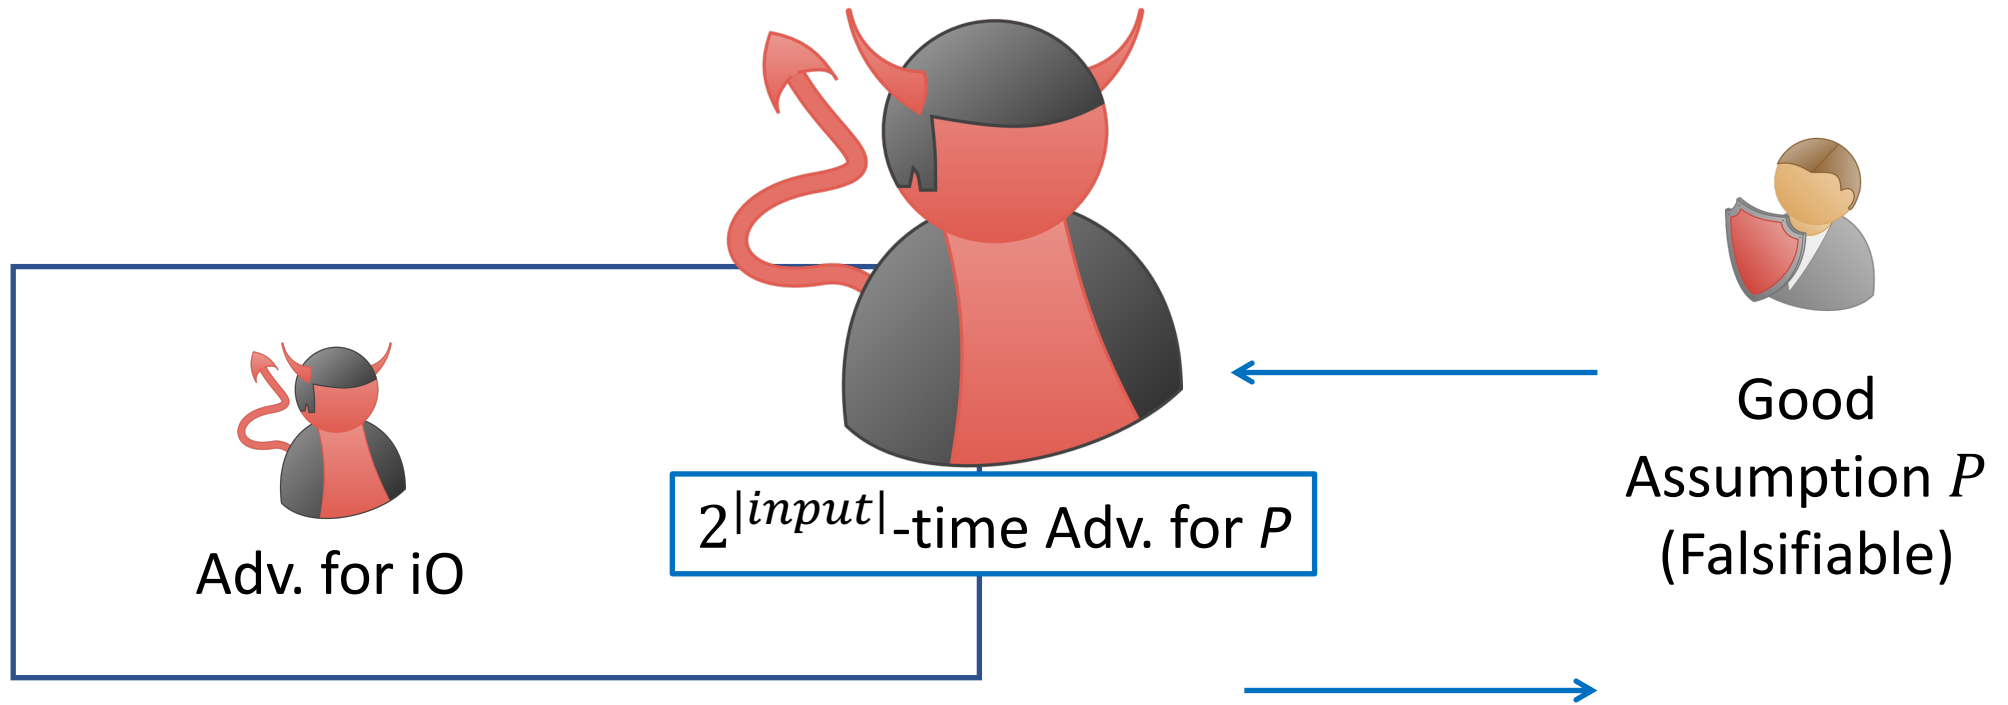 Adv. for iO
2^|input|-time Adv. for P
Good
Assumption P
(Falsifiable)